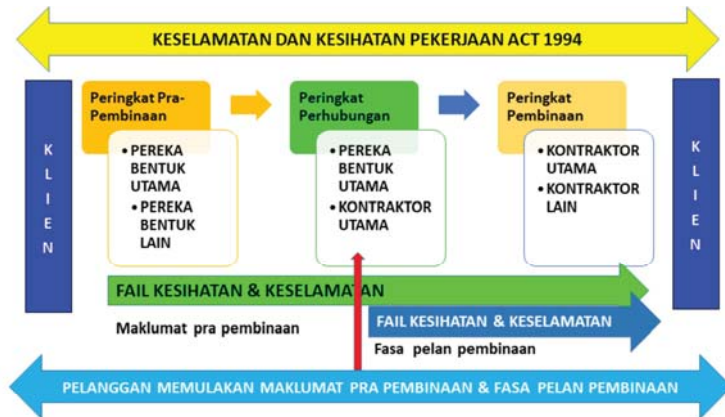 KESELAMATAN DAN KESIHATAN PEKERJAAN ACT 1994
KLIEN
Peringkat Pra-
Pembinaan
•PEREKA
BENTUK
UTAMA
•PEREKA
BENTUK
LAIN
Peringkat
Perhubungan
•PEREKA
BENTUK
UTAMA
•KONTRAKTOR
UTAMA
Peringkat
Pembinaan
•KONTRAKTOR
UTAMA
•KONTRAKTOR
LAIN
KLIEN
FAIL KESIHATAN & KESELAMATAN
Maklumat pra pembinaan
FAIL KESIHATAN & KESELAMATAN
Fasa pelan pembinaan
PELANGGAN MEMULAKAN MAKLUMAT PRA PEMBINAAN & FASA PELAN PEMBINAAN